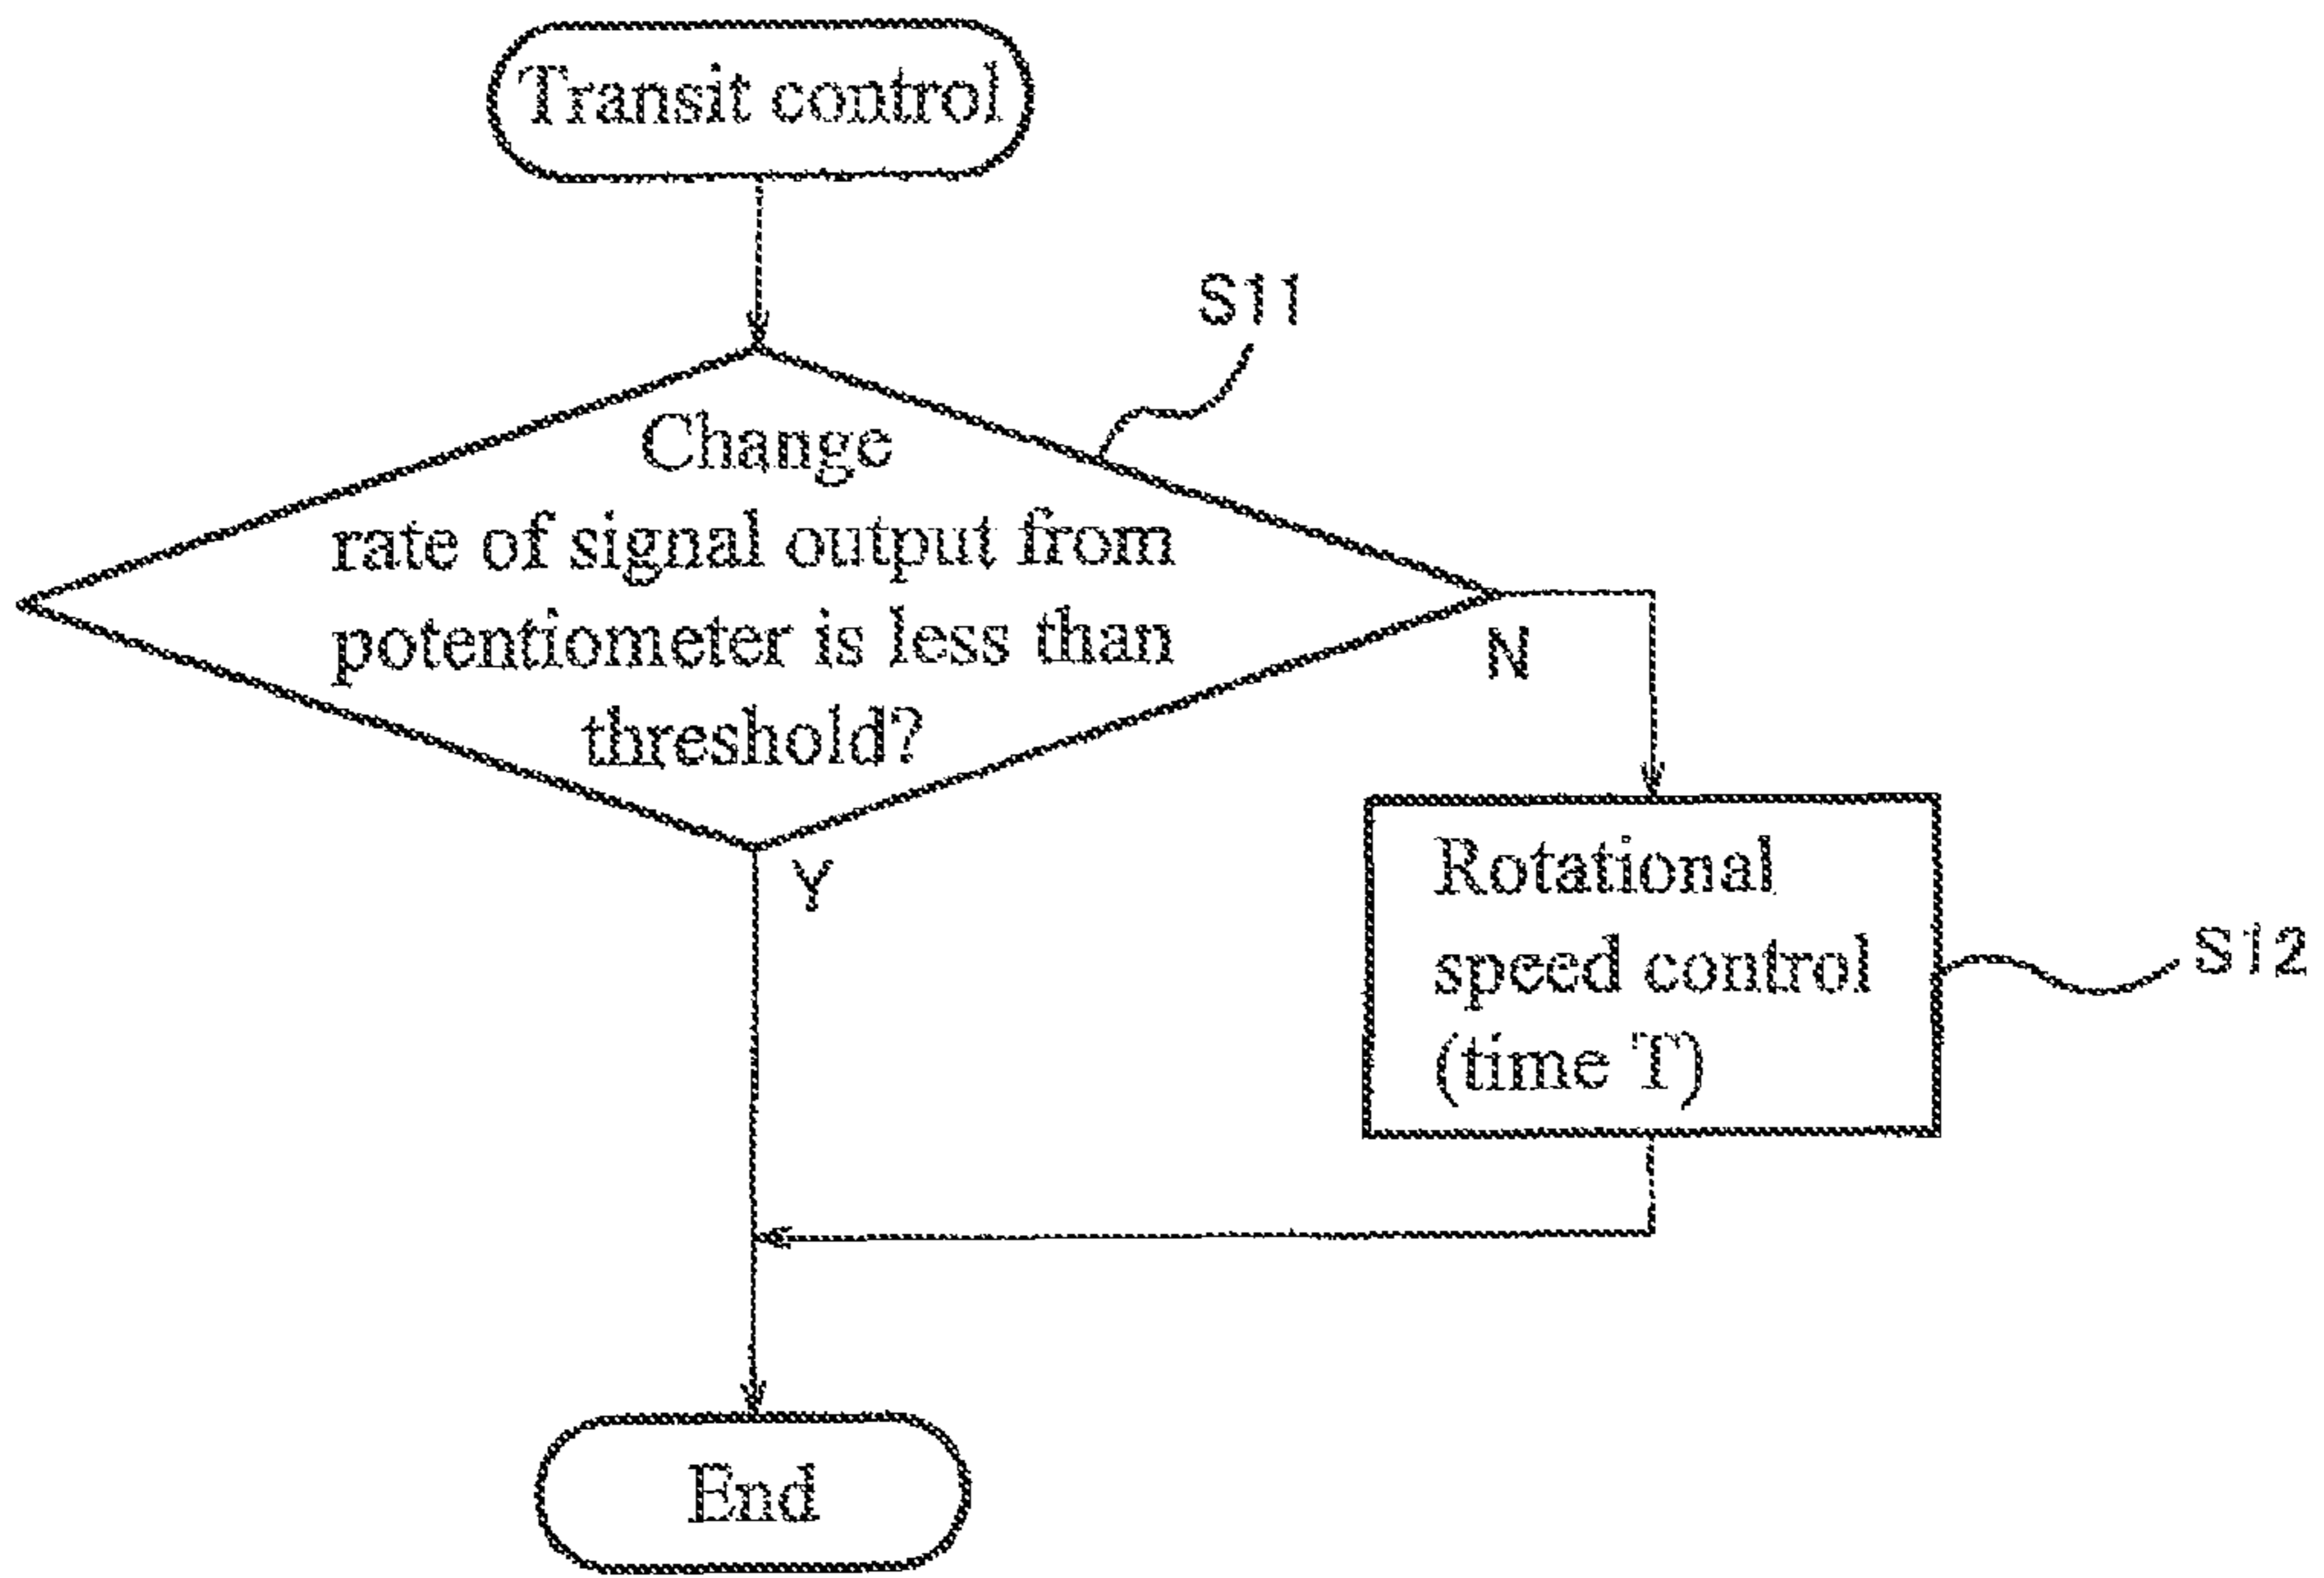 Transit control
S11
Change
rate of signal output from
potentiometer is less than
threshold?
N
Y
Rotational
speed control
(time T)
S12
End